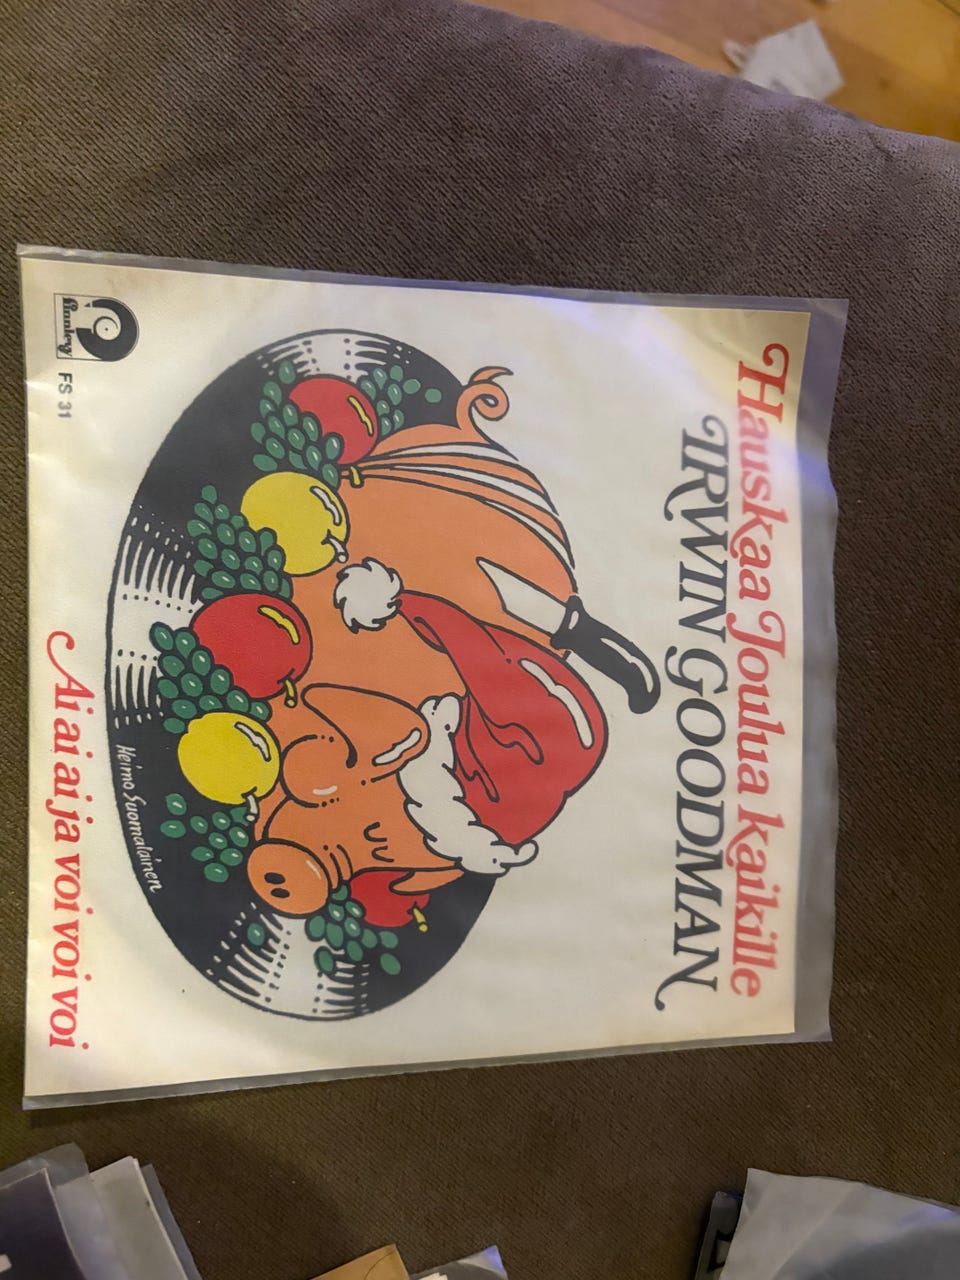 Hauskaa Joulua kaikille
IRWIN GOODMAN
Heimo Suomalainen
finnlevy
FS 31
Ai ai ai ja voi voi voi